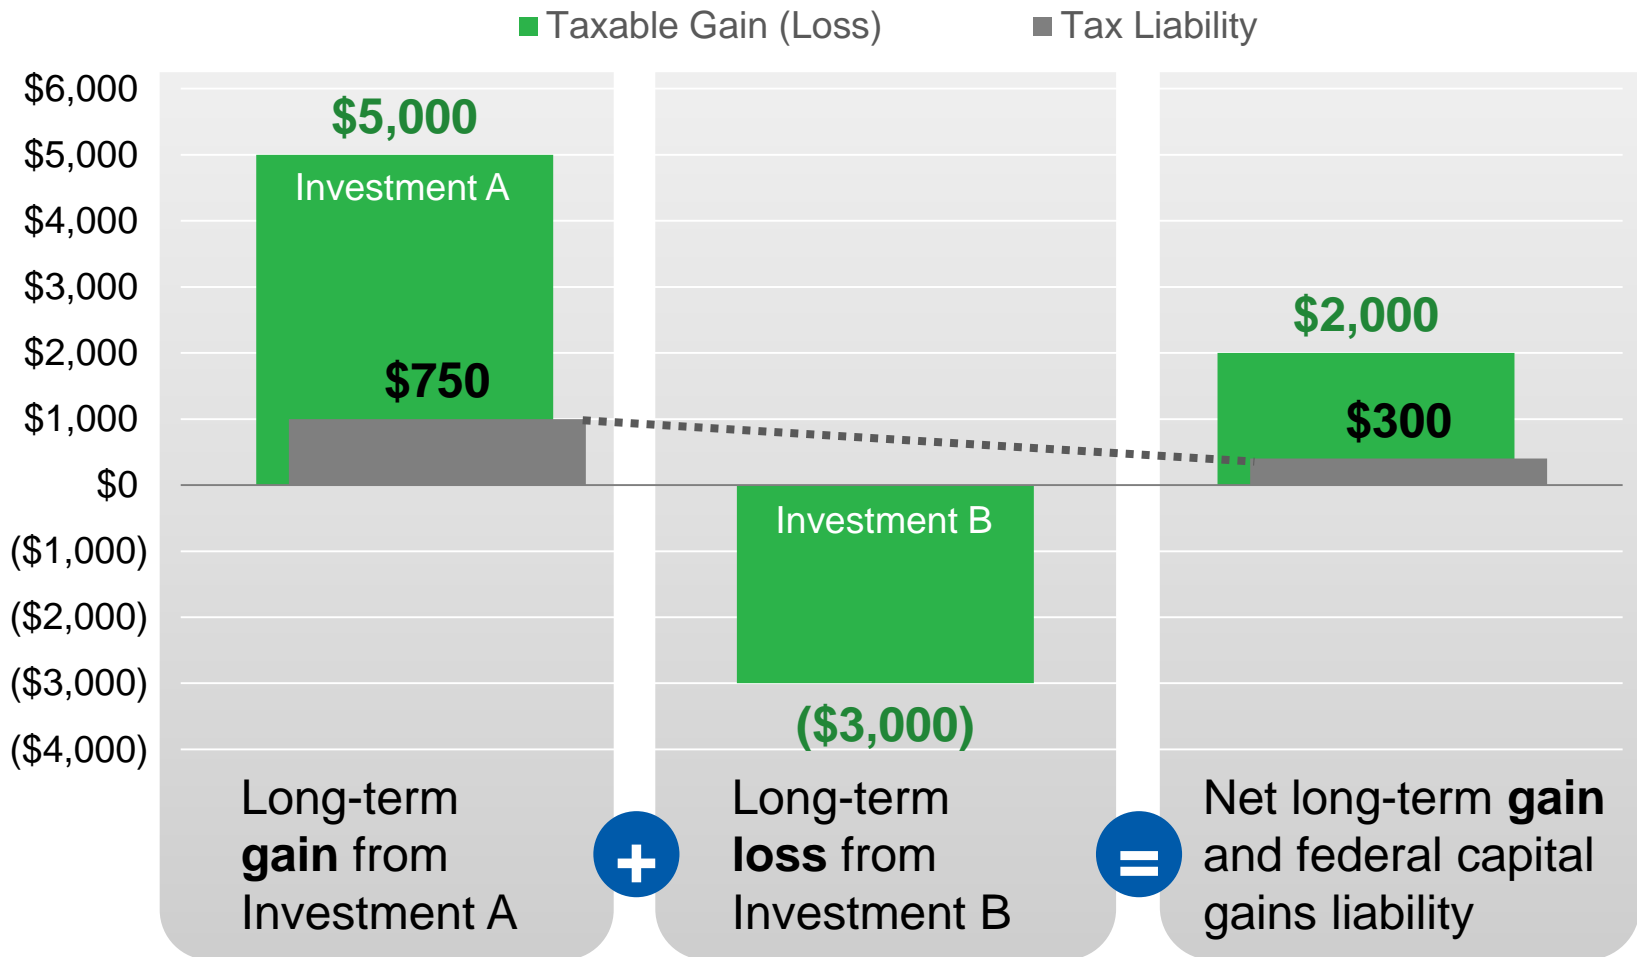 Taxable Gain (Loss)
Tax Liability
$6,000
$5,000
$4,000
$3,000
$2,000
$1,000
$0
($1,000)
($2,000)
($3,000)
($4,000)
$5,000
Investment A
$750
Investment B
($3,000)
$2,000
$300
Long-term
gain from
Investment A
+
Long-term
loss from
Investment B
=
Net long-term gain
and federal capital
gains liability